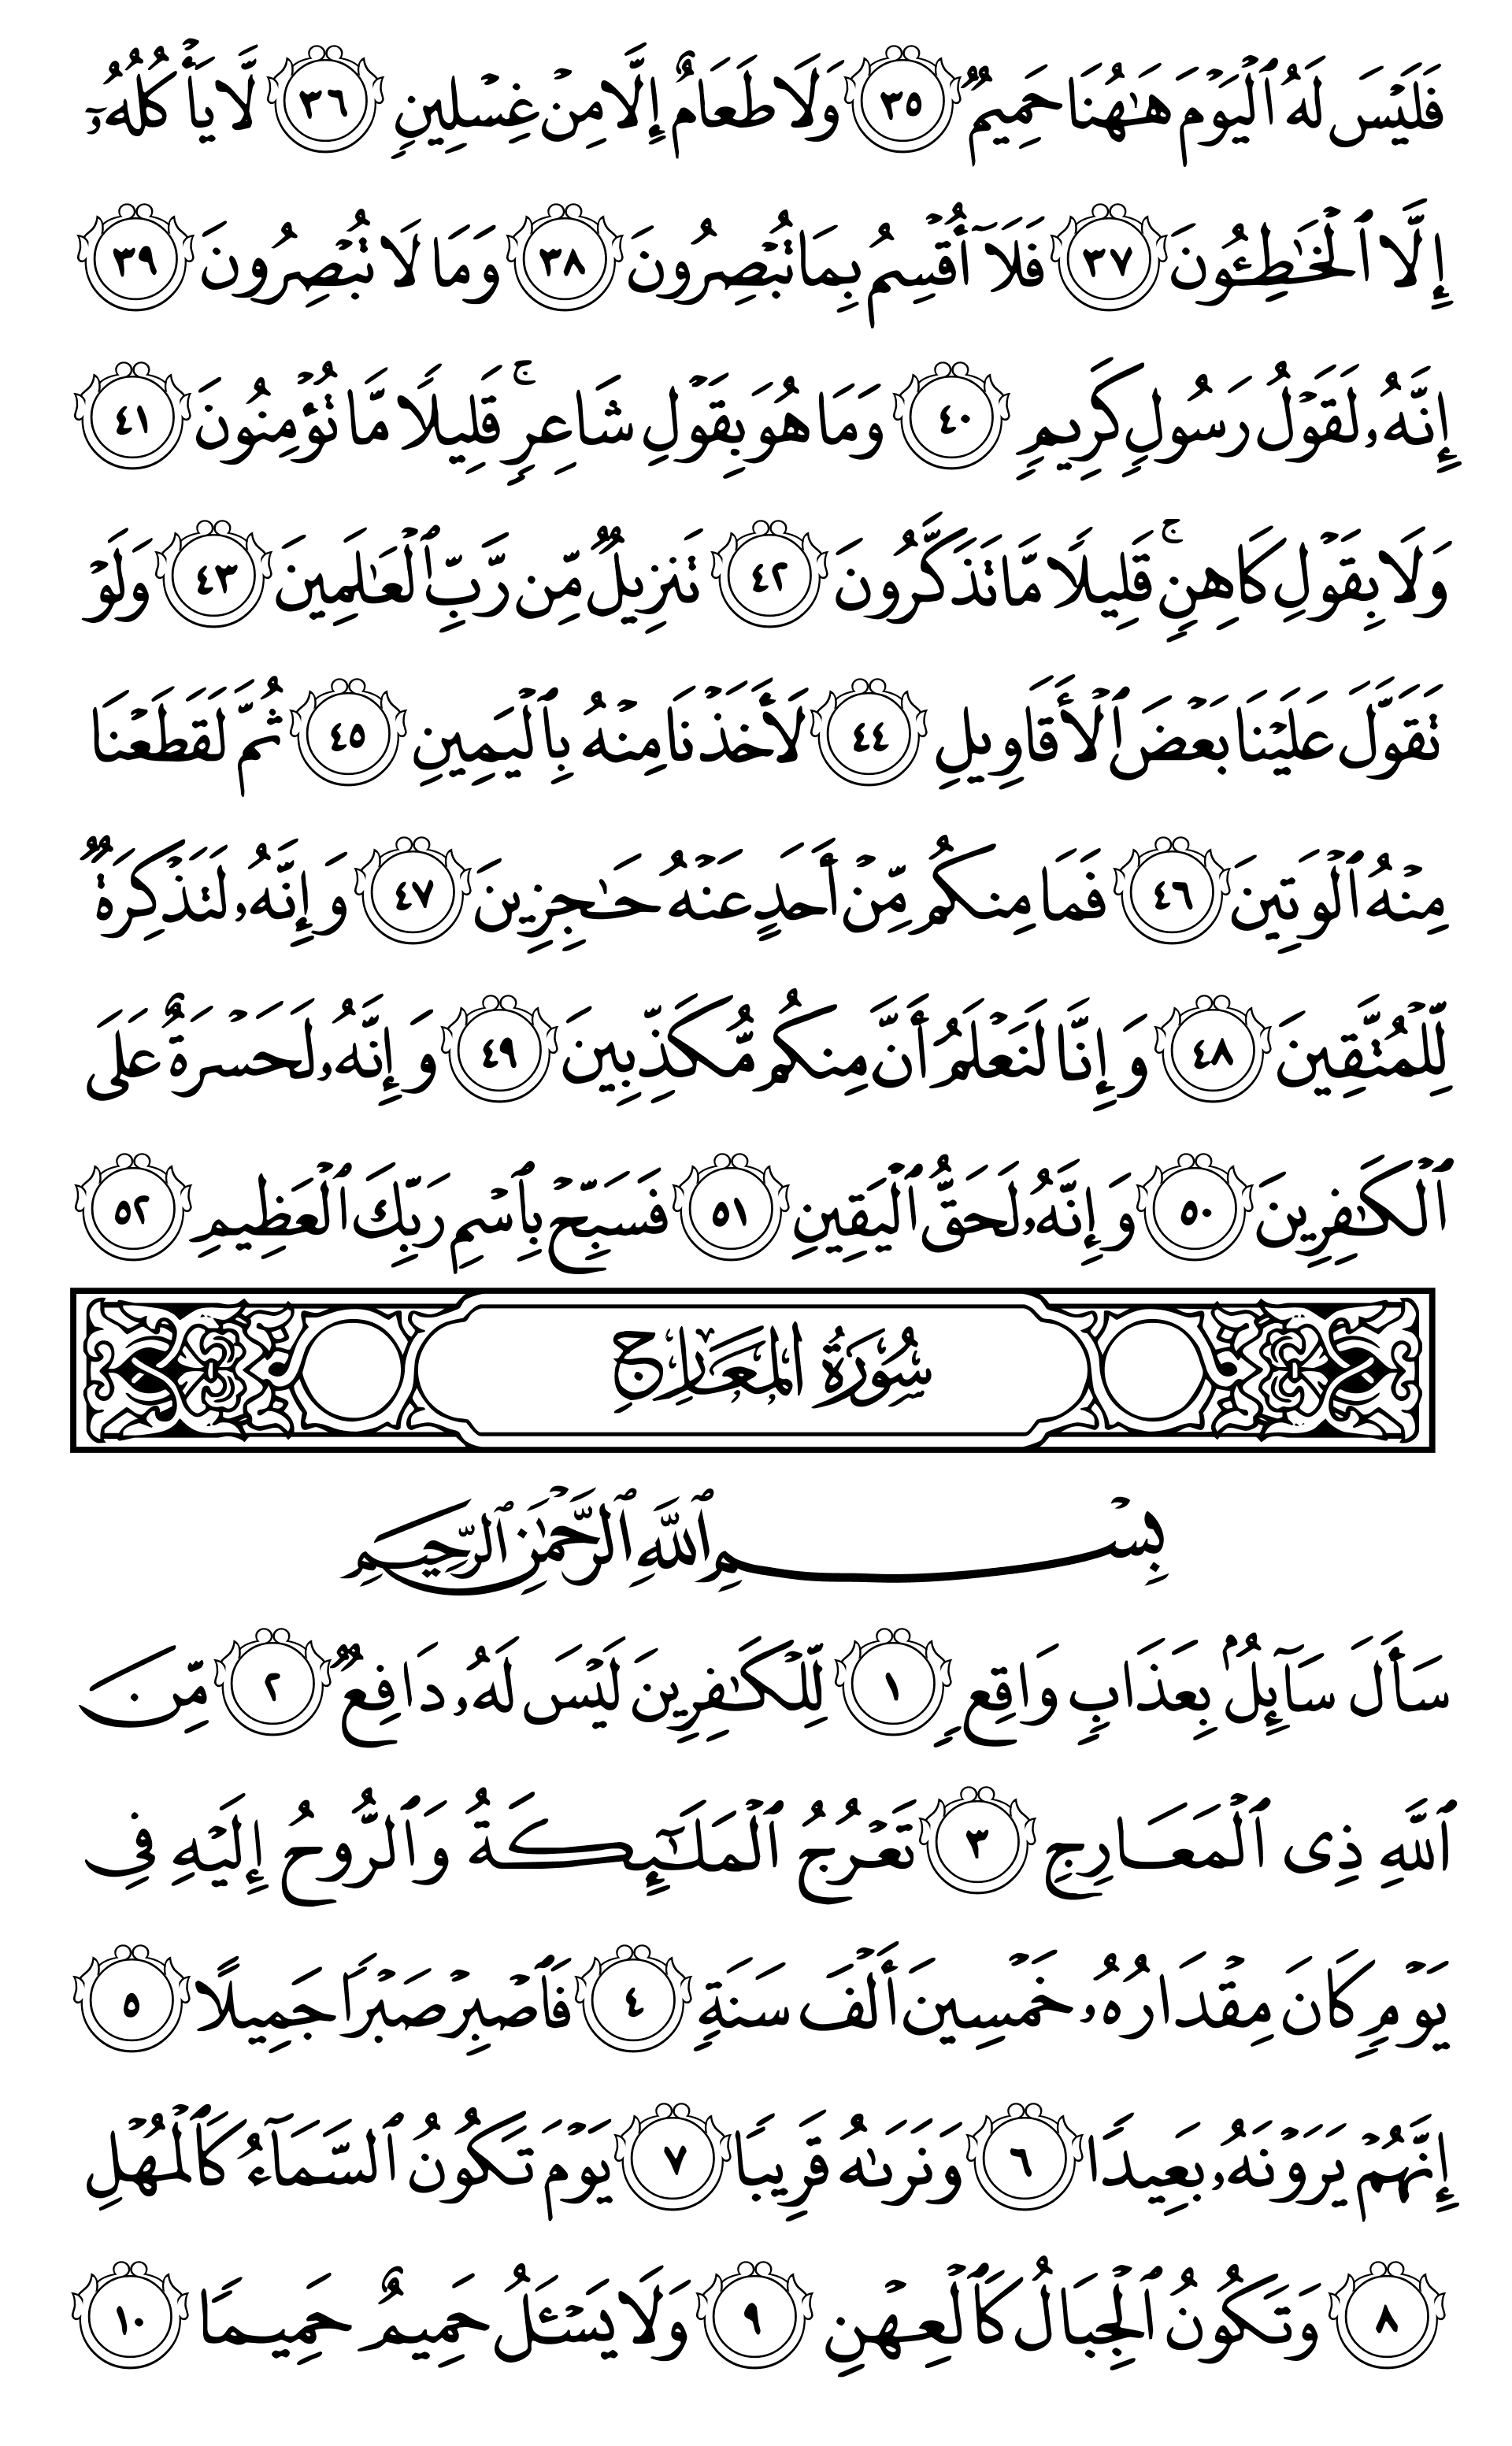 فَلَيْسَ لَهُ ٱلْيَوْمَ هَـٰهُنَا حَمِيمٌ ٣٥ وَلَا طَعَامٌ إِلَّا مِنْ غِسْلِينٍ ٣٦ لَّا يَأْكُلُهُۥٓ
إِلَّا ٱلْخَـٰطِـُٔونَ ٣٧ فَلَآ أُقْسِمُ بِمَا تُبْصِرُونَ ٣٨ وَمَا لَا تُبْصِرُونَ ٣٩
إِنَّهُۥ لَقَوْلُ رَسُولٍ كَرِيمٍ ٤٠ وَمَا هُوَ بِقَوْلِ شَاعِرٍ ۚ قَلِيلًا مَّا تُؤْمِنُونَ ٤١
وَلَا بِقَوْلِ كَاهِنٍ ۚ قَلِيلًا مَّا تَذَكَّرُونَ ٤٢ تَنزِيلٌ مِّن رَّبِّ ٱلْعَـٰلَمِينَ ٤٣ وَلَوْ
تَقَوَّلَ عَلَيْنَا بَعْضَ ٱلْأَقَاوِيلِ ٤٤ لَأَخَذْنَا مِنْهُ بِٱلْيَمِينِ ٤٥ ثُمَّ لَقَطَعْنَا
مِنْهُ ٱلْوَتِينَ ٤٦ فَمَا مِنكُم مِّنْ أَحَدٍ عَنْهُ حَـٰجِزِينَ ٤٧ وَإِنَّهُۥ لَتَذْكِرَةٌ
لِّلْمُتَّقِينَ ٤٨ وَإِنَّا لَنَعْلَمُ أَنَّ مِنكُم مُّكَذِّبِينَ ٤٩ وَإِنَّهُۥ لَحَسْرَةٌ عَلَى
ٱلْكَـٰفِرِينَ ٥٠ وَإِنَّهُۥ لَحَقُّ ٱلْيَقِينِ ٥١ فَسَبِّحْ بِٱسْمِ رَبِّكَ ٱلْعَظِيمِ ٥٢
سُورَةُ المَعَارِجِ
بِسْمِ ٱللَّهِ ٱلرَّحْمَـٰنِ ٱلرَّحِيمِ
سَأَلَ سَآئِلٌۢ بِعَذَابٍ وَاقِعٍ ١ لِّلْكَـٰفِرِينَ لَيْسَ لَهُۥ دَافِعٌ ٢ مِّنَ
ٱللَّهِ ذِى ٱلْمَعَارِجِ ٣ تَعْرُجُ ٱلْمَلَـٰٓئِكَةُ وَٱلرُّوحُ إِلَيْهِ فِى
يَوْمٍ كَانَ مِقْدَارُهُۥ خَمْسِينَ أَلْفَ سَنَةٍ ٤ فَٱصْبِرْ صَبْرًا جَمِيلًا ٥
إِنَّهُمْ يَرَوْنَهُۥ بَعِيدًا ٦ وَنَرَىٰهُ قَرِيبًا ٧ يَوْمَ تَكُونُ ٱلسَّمَآءُ كَٱلْمُهْلِ
٨ وَتَكُونُ ٱلْجِبَالُ كَٱلْعِهْنِ ٩ وَلَا يَسْـَٔلُ حَمِيمٌ حَمِيمًا ١٠